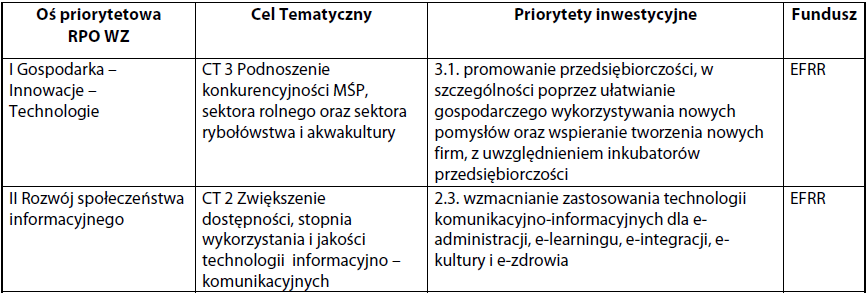 Oś priorytetowa
RPO WZ
Cel Tematyczny
Priorytety inwestycyjne
Fundusz
I Gospodarka –
Innowacje –
Technologie
CT 3 Podnoszenie
konkurencyjności MŚP,
sektora rolnego oraz sektora
rybołówstwa i akwakultury
3.1. promowanie przedsiębiorczości, w
szczególności poprzez ułatwianie
gospodarczego wykorzystywania nowych
pomysłów oraz wspieranie tworzenia nowych
firm, z uwzględnieniem inkubatorów
przedsiębiorczości
EFRR
II Rozwój społeczeństwa
informacyjnego
CT 2 Zwiększenie
dostępności, stopnia
wykorzystania i jakości
technologii informacyjno –
komunikacyjnych
2.3. wzmacnianie zastosowania technologii
komunikacyjno-informacyjnych dla e-
administracji, e-learningu, e-integracji, e-
kultury i e-zdrowia
EFRR